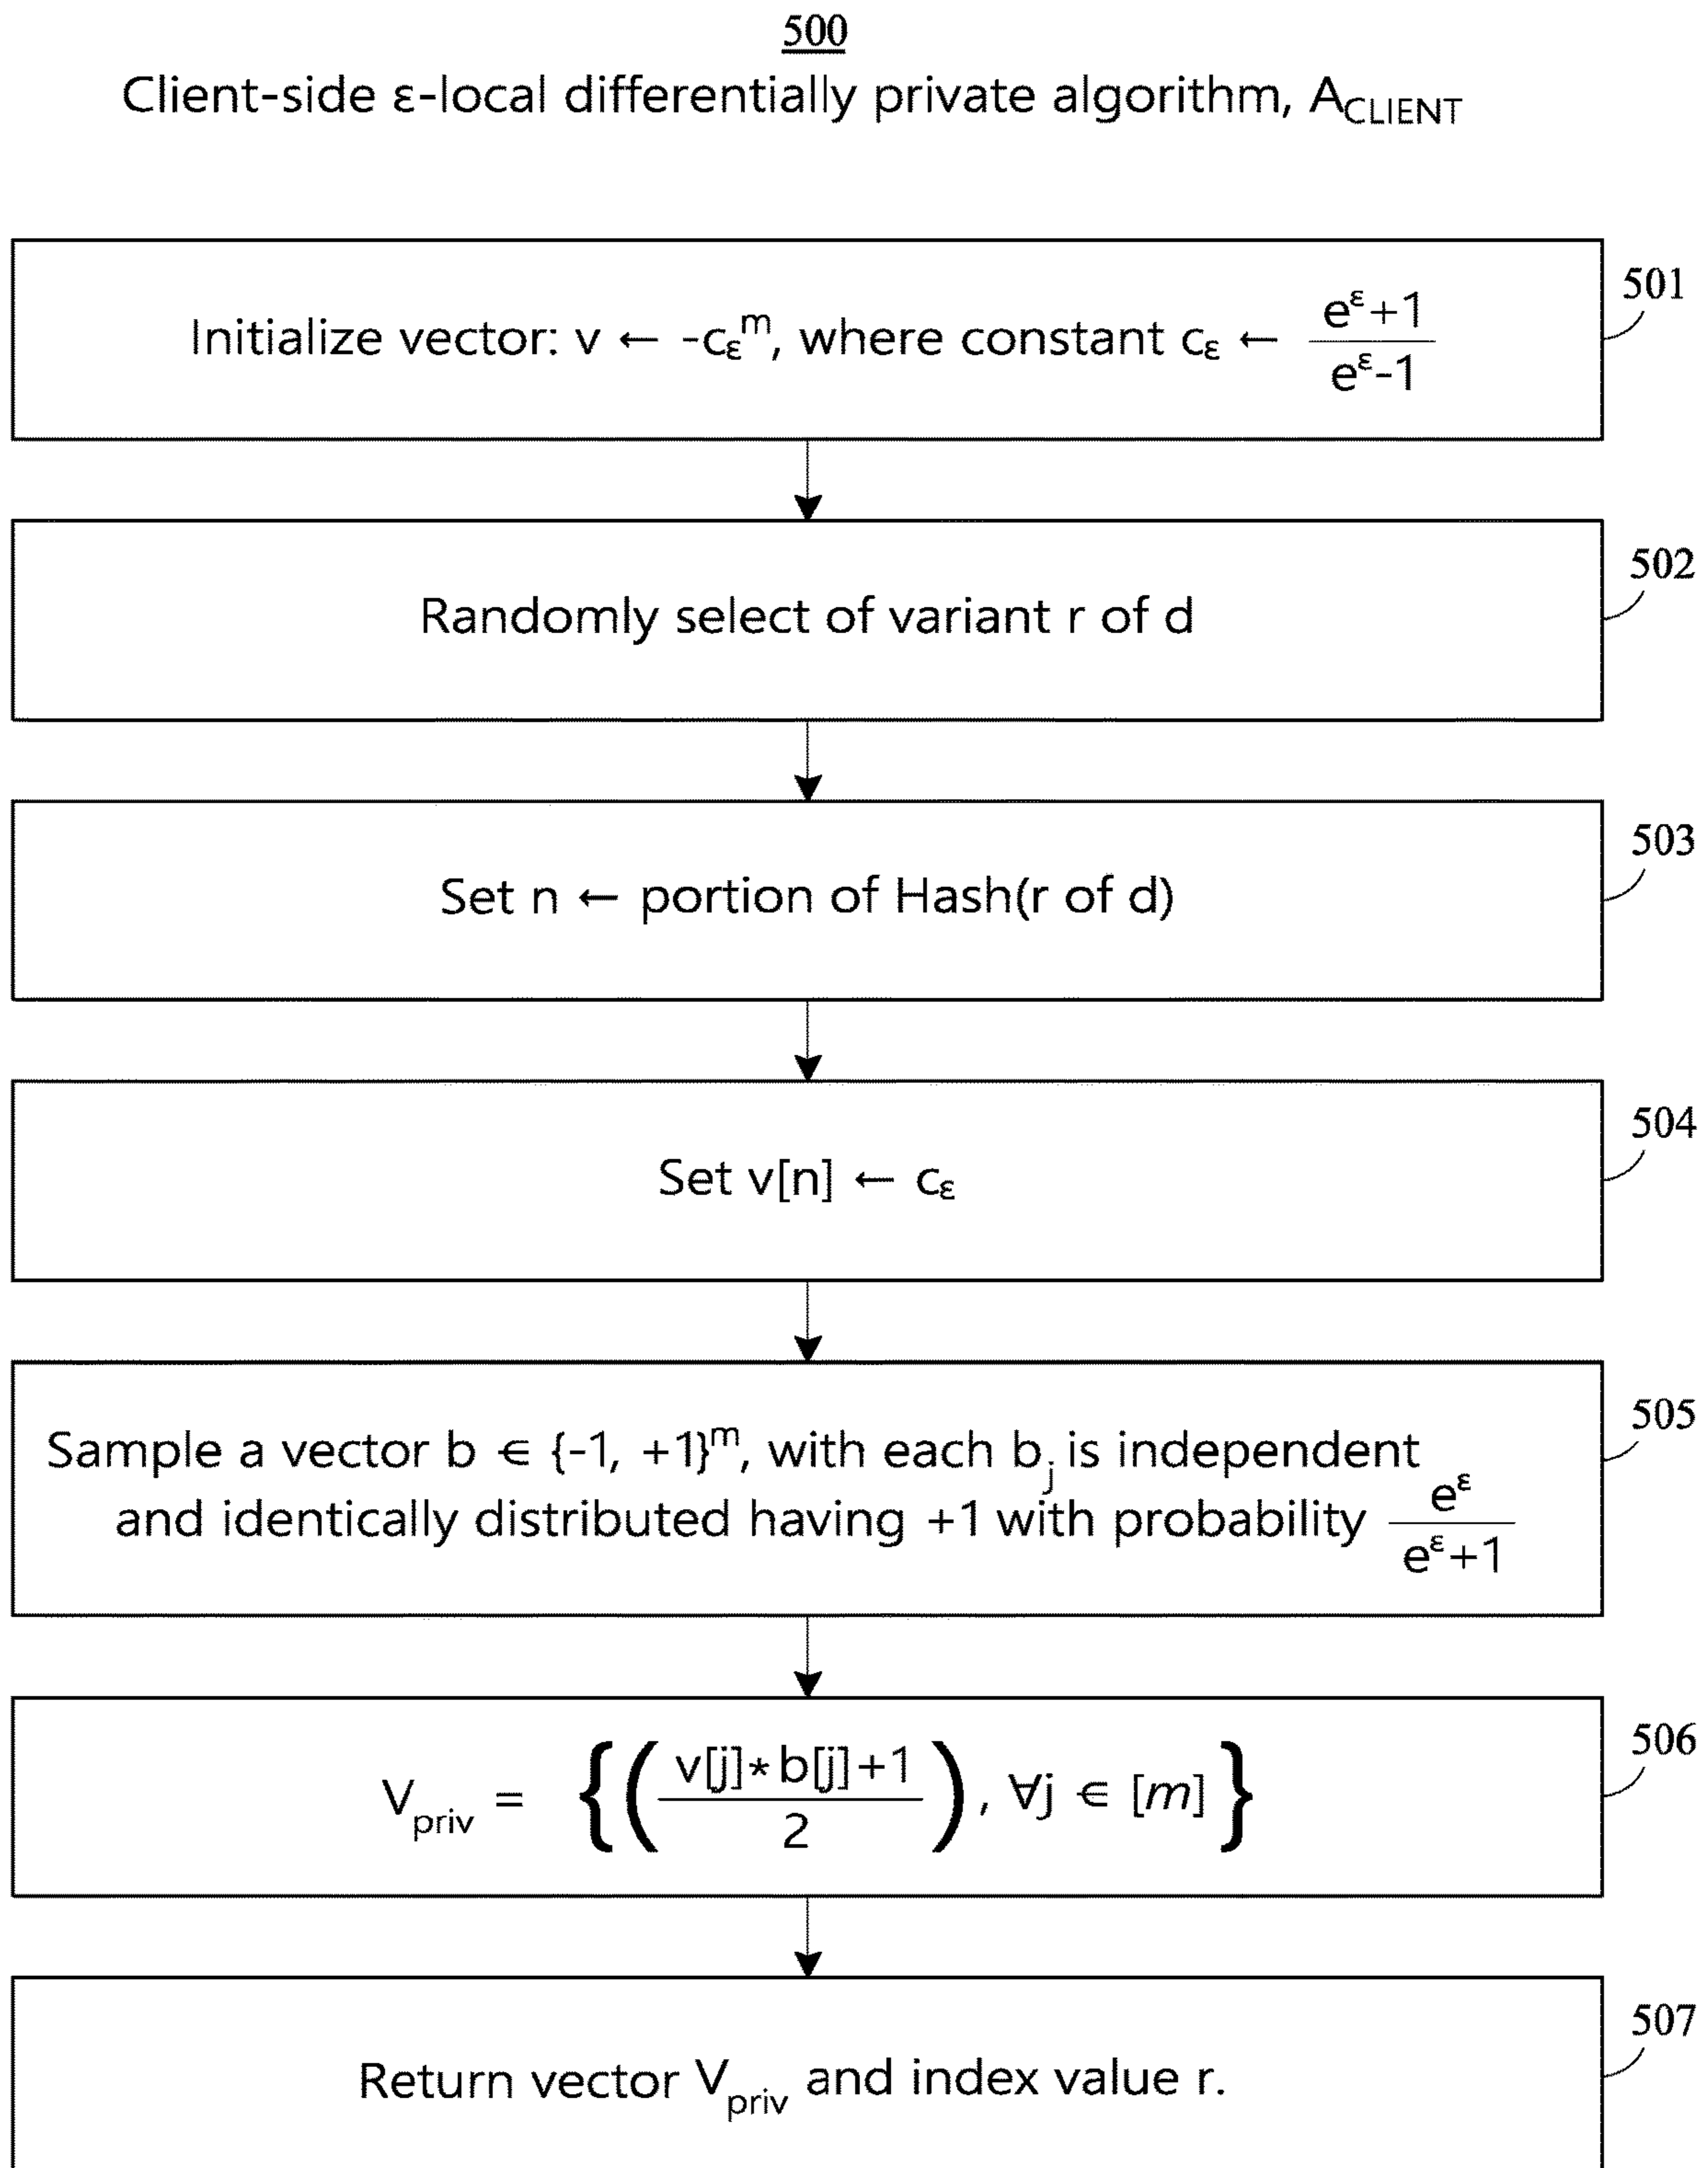 500
Client-side ε-local differentially private algorithm, A_CLIENT
Initialize vector: v ← -c_ε^m, where constant c_ε ← (e^ε+1)/(e^ε-1)
501
Randomly select of variant r of d
502
Set n ← portion of Hash(r of d)
503
Set v[n] ← c_ε
504
Sample a vector b ∈ {-1, +1}^m, with each b_j is independent
and identically distributed having +1 with probability e^ε/(e^ε+1)
505
V_priv = {((v[j]*b[j]+1)/2), ∀j ∈ [m]}
506
Return vector V_priv and index value r.
507